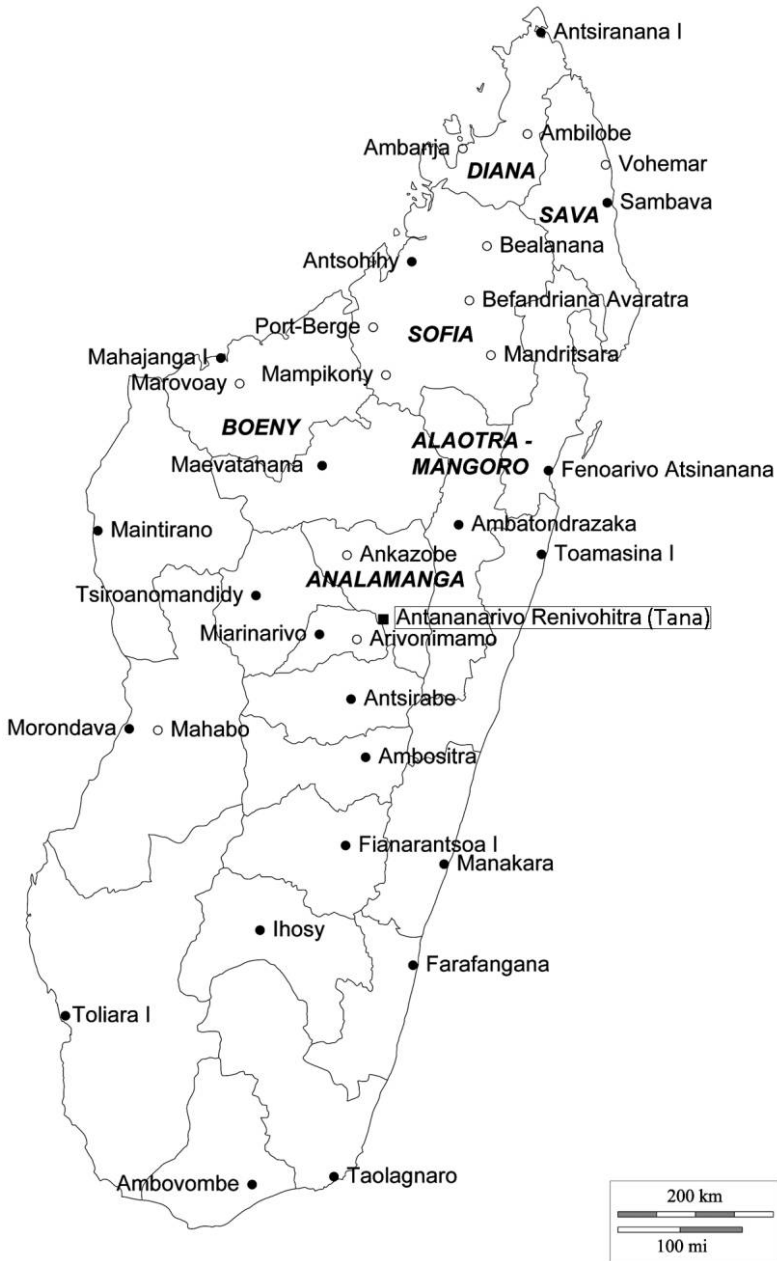 Antsiranana I
Ambilobe
Ambanja
Vohemar
DIANA
Sambava
SAVA
Bealanana
Antsohihy
Befandriana Avaratra
Port-Berge
SOFIA
Mandritsara
Mahajanga I
Mampikony
Marovoay
BOENY
ALAOTRA -
MANGORO
Maevatanana
Fenoarivo Atsinanana
Ambatondrazaka
Maintirano
Ankazobe
Toamasina I
ANALAMANGA
Tsiroanomandidy
Antananarivo Renivohitra (Tana)
Miarinarivo
Arivonimamo
Antsirabe
Morondava
Mahabo
Ambositra
Fianarantsoa I
Manakara
Ihosy
Farafangana
Toliara I
Taolagnaro
Ambovombe
200 km
100 mi